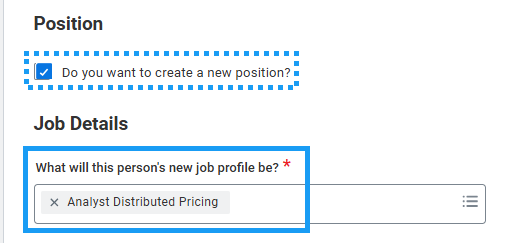 Position
Do you want to create a new position?
Job Details
What will this person's new job profile be? *
Analyst Distributed Pricing